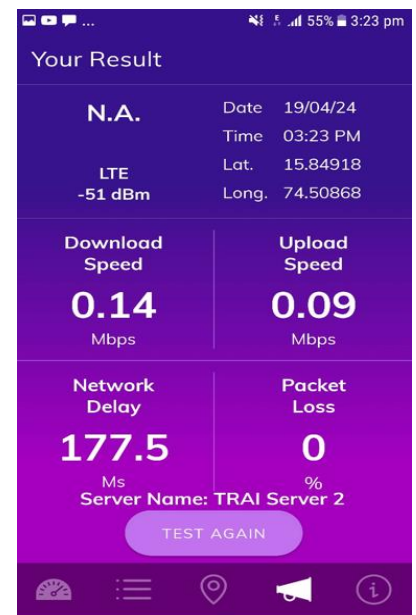 ... 55% 3:23 pm
Your Result
N.A.
LTE
-51 dBm
Date 19/04/24
Time 03:23 PM
Lat. 15.84918
Long. 74.50868
Download
Speed
0.14
Mbps
Upload
Speed
0.09
Mbps
Network
Delay
177.5
Ms
Packet
Loss
0
%
Server Name: TRAI Server 2
TEST AGAIN